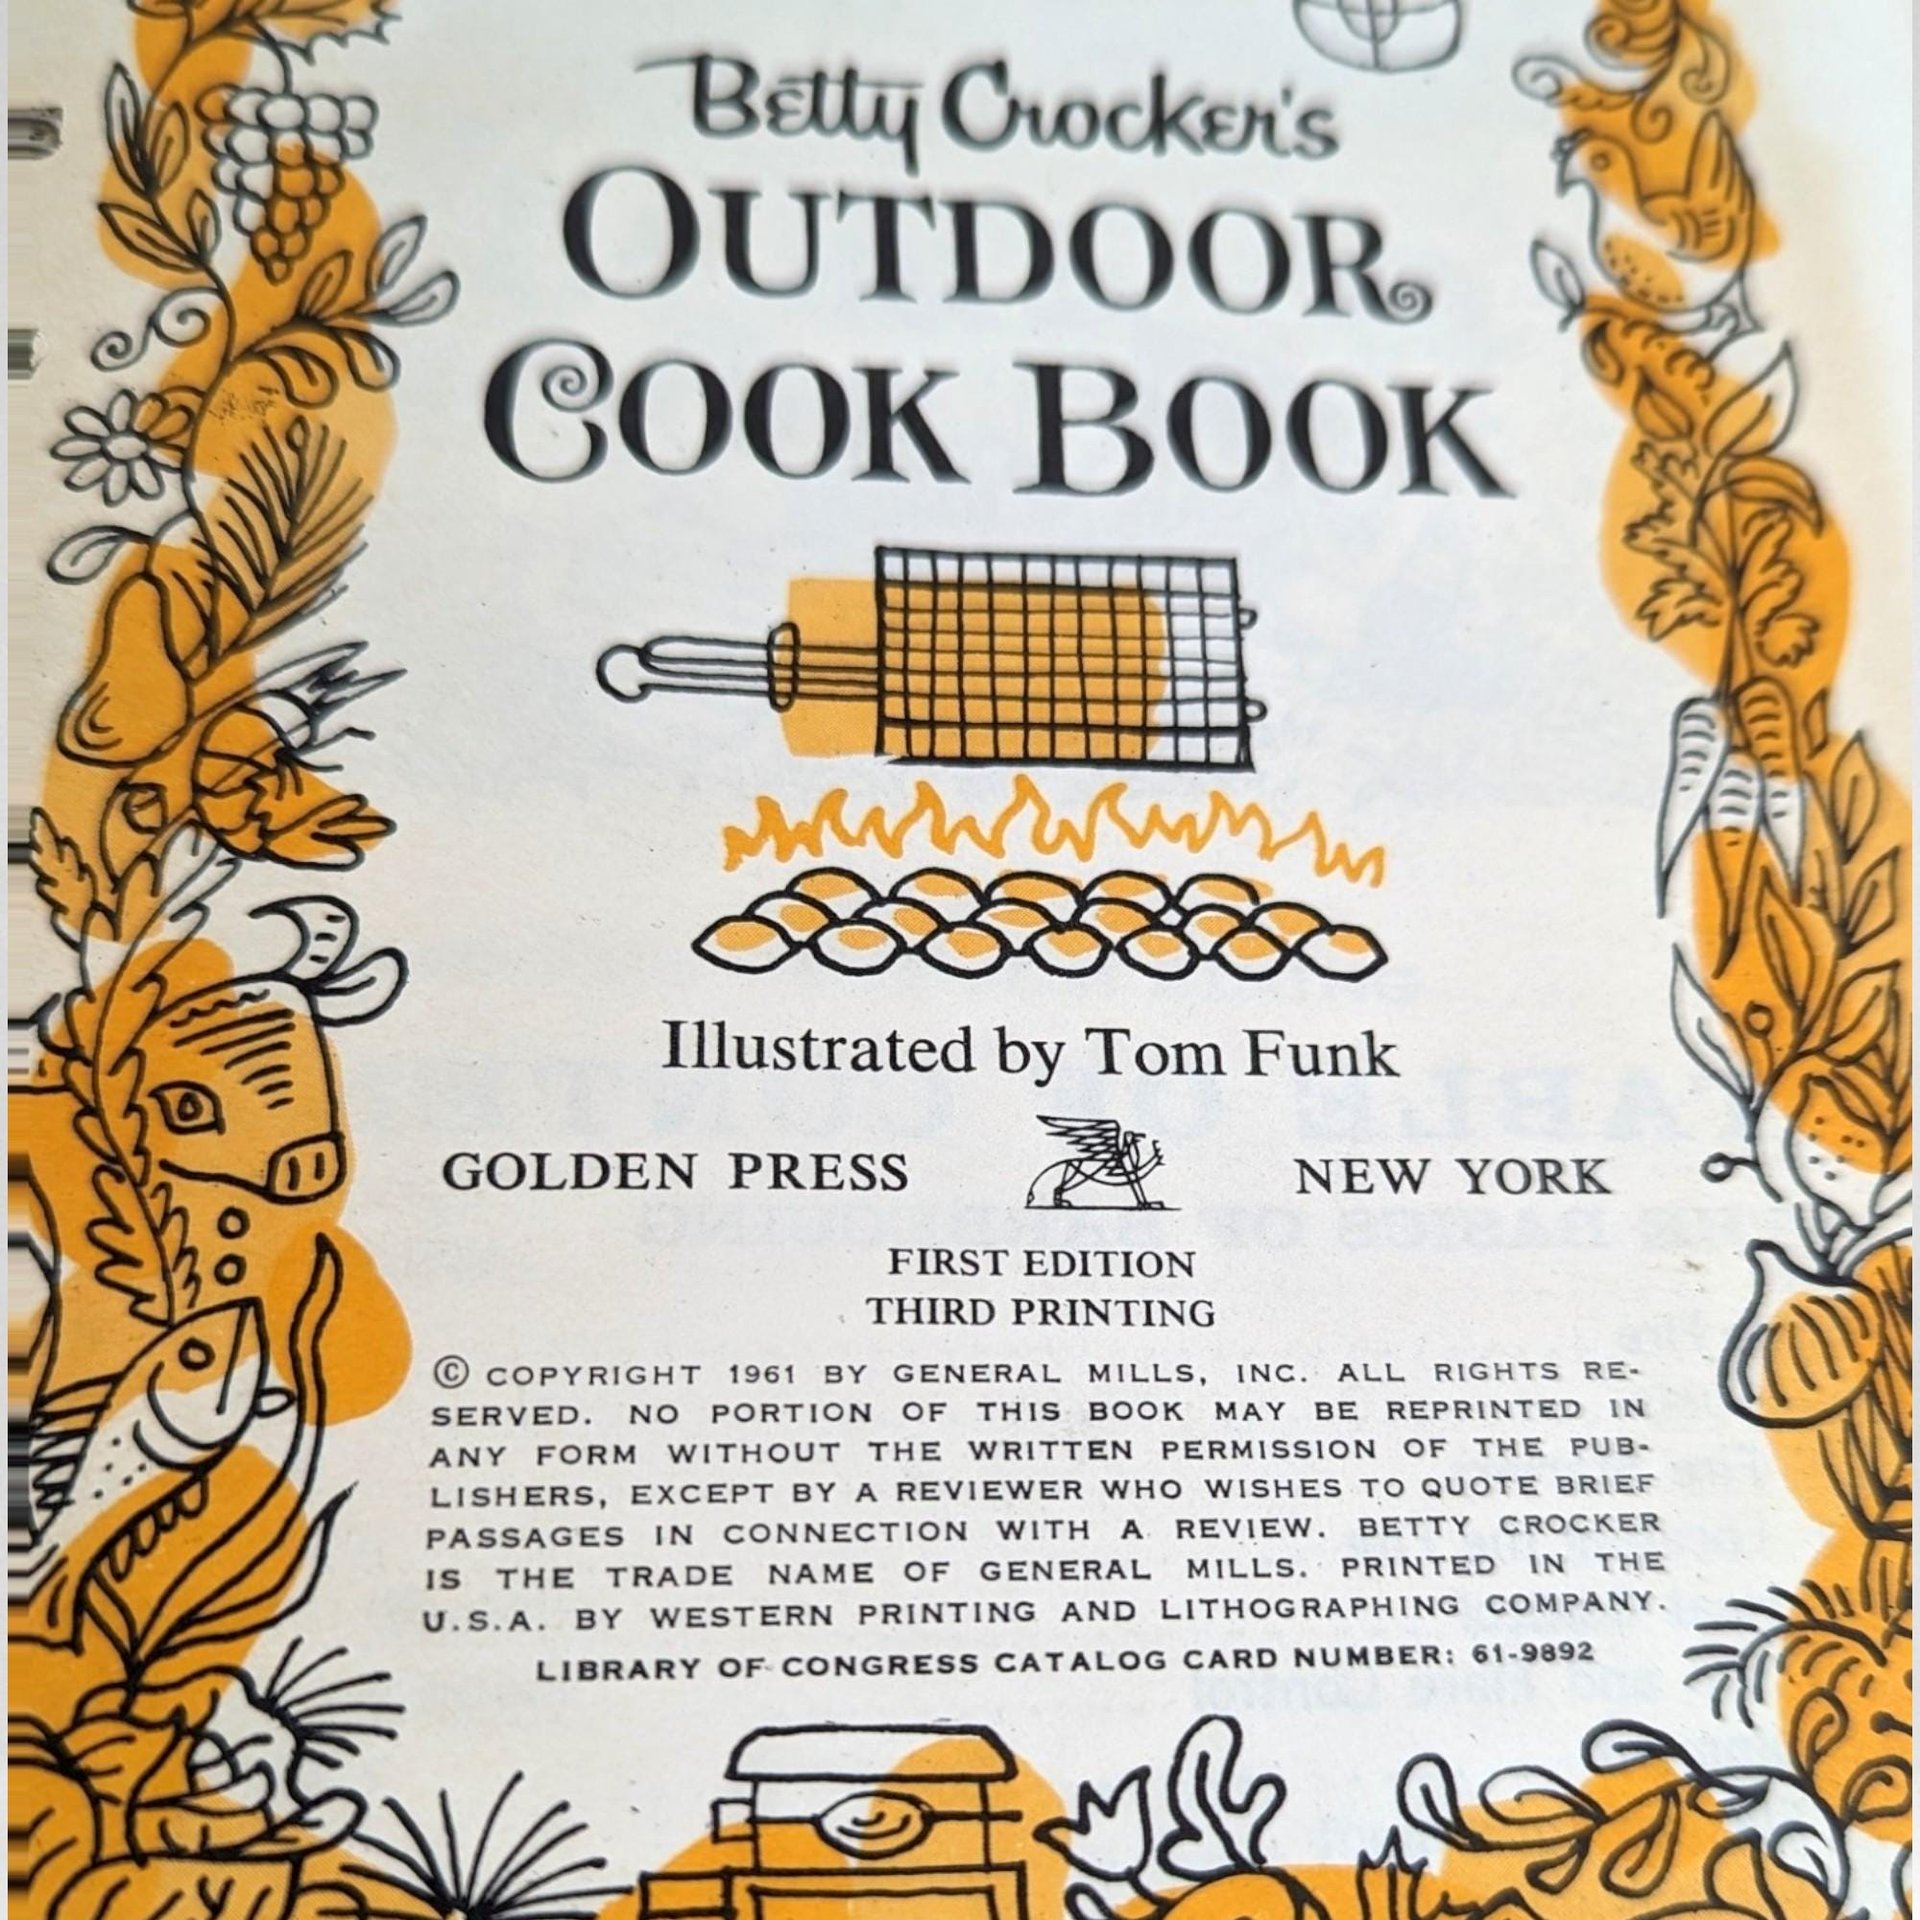 Betty Crocker's
OUTDOOR
COOK BOOK
Illustrated by Tom Funk
GOLDEN PRESS NEW YORK
FIRST EDITION
THIRD PRINTING
© COPYRIGHT 1961 BY GENERAL MILLS, INC. ALL RIGHTS RE-
SERVED. NO PORTION OF THIS BOOK MAY BE REPRINTED IN
ANY FORM WITHOUT THE WRITTEN PERMISSION OF THE PUB-
LISHERS, EXCEPT BY A REVIEWER WHO WISHES TO QUOTE BRIEF
PASSAGES IN CONNECTION WITH A REVIEW. BETTY CROCKER
IS THE TRADE NAME OF GENERAL MILLS. PRINTED IN THE
U.S.A. BY WESTERN PRINTING AND LITHOGRAPHING COMPANY.
LIBRARY OF CONGRESS CATALOG CARD NUMBER: 61-9892